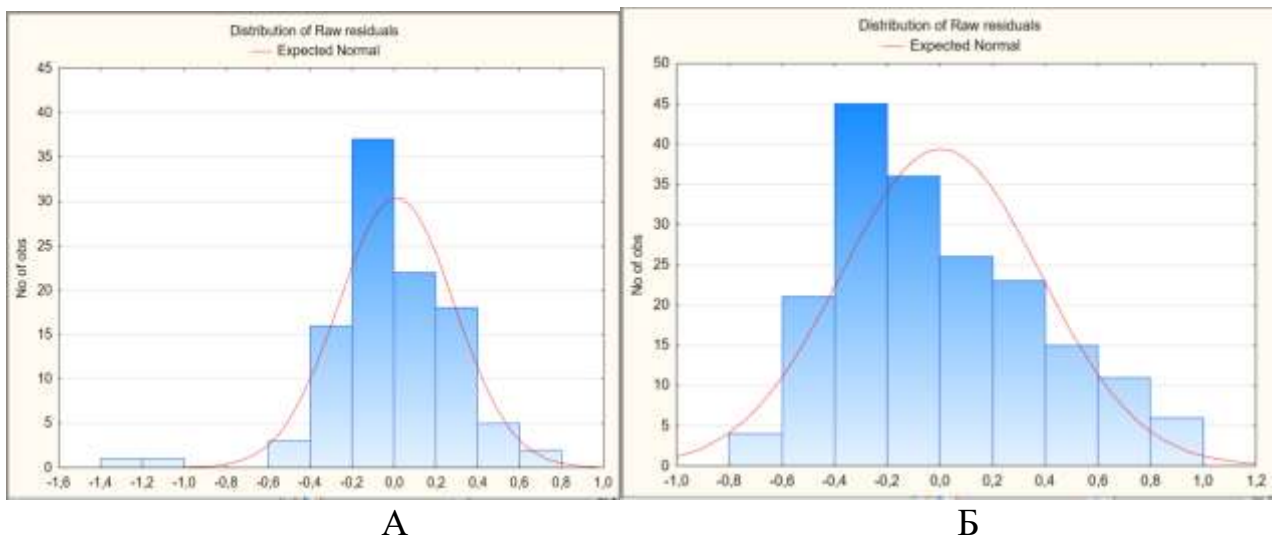 Distribution of Raw residuals
Expected Normal
No of obs
45
40
35
30
25
20
15
10
5
0
-1,6 -1,4 -1,2 -1,0 -0,8 -0,6 -0,4 -0,2 0,0 0,2 0,4 0,6 0,8 1,0
А
Distribution of Raw residuals
Expected Normal
No of obs
50
45
40
35
30
25
20
15
10
5
0
-1,0 -0,8 -0,6 -0,4 -0,2 0,0 0,2 0,4 0,6 0,8 1,0 1,2
Б